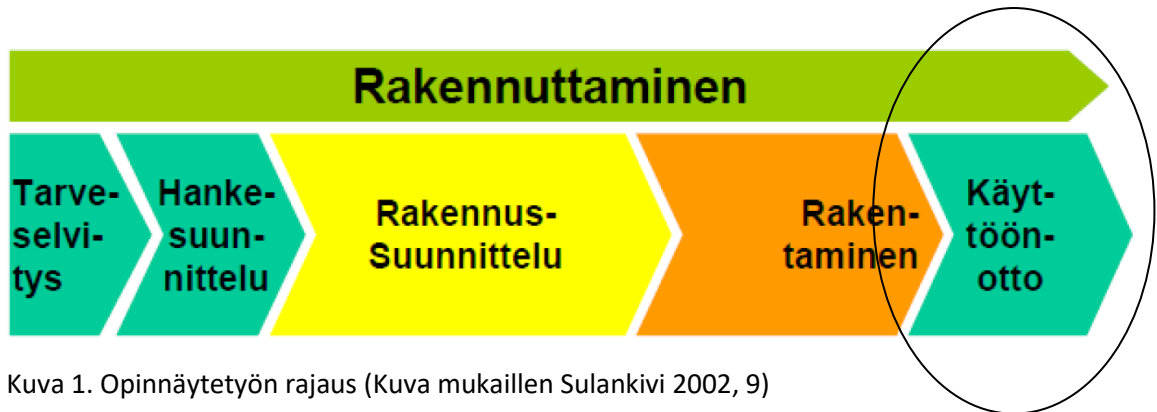 Rakennuttaminen
Tarve-
selvi-
tys
Hanke-
suun-
nittelu
Rakennus-
Suunnittelu
Raken-
taminen
Käyt-
töön-
otto
Kuva 1. Opinnäytetyön rajaus (Kuva mukaillen Sulankivi 2002, 9)